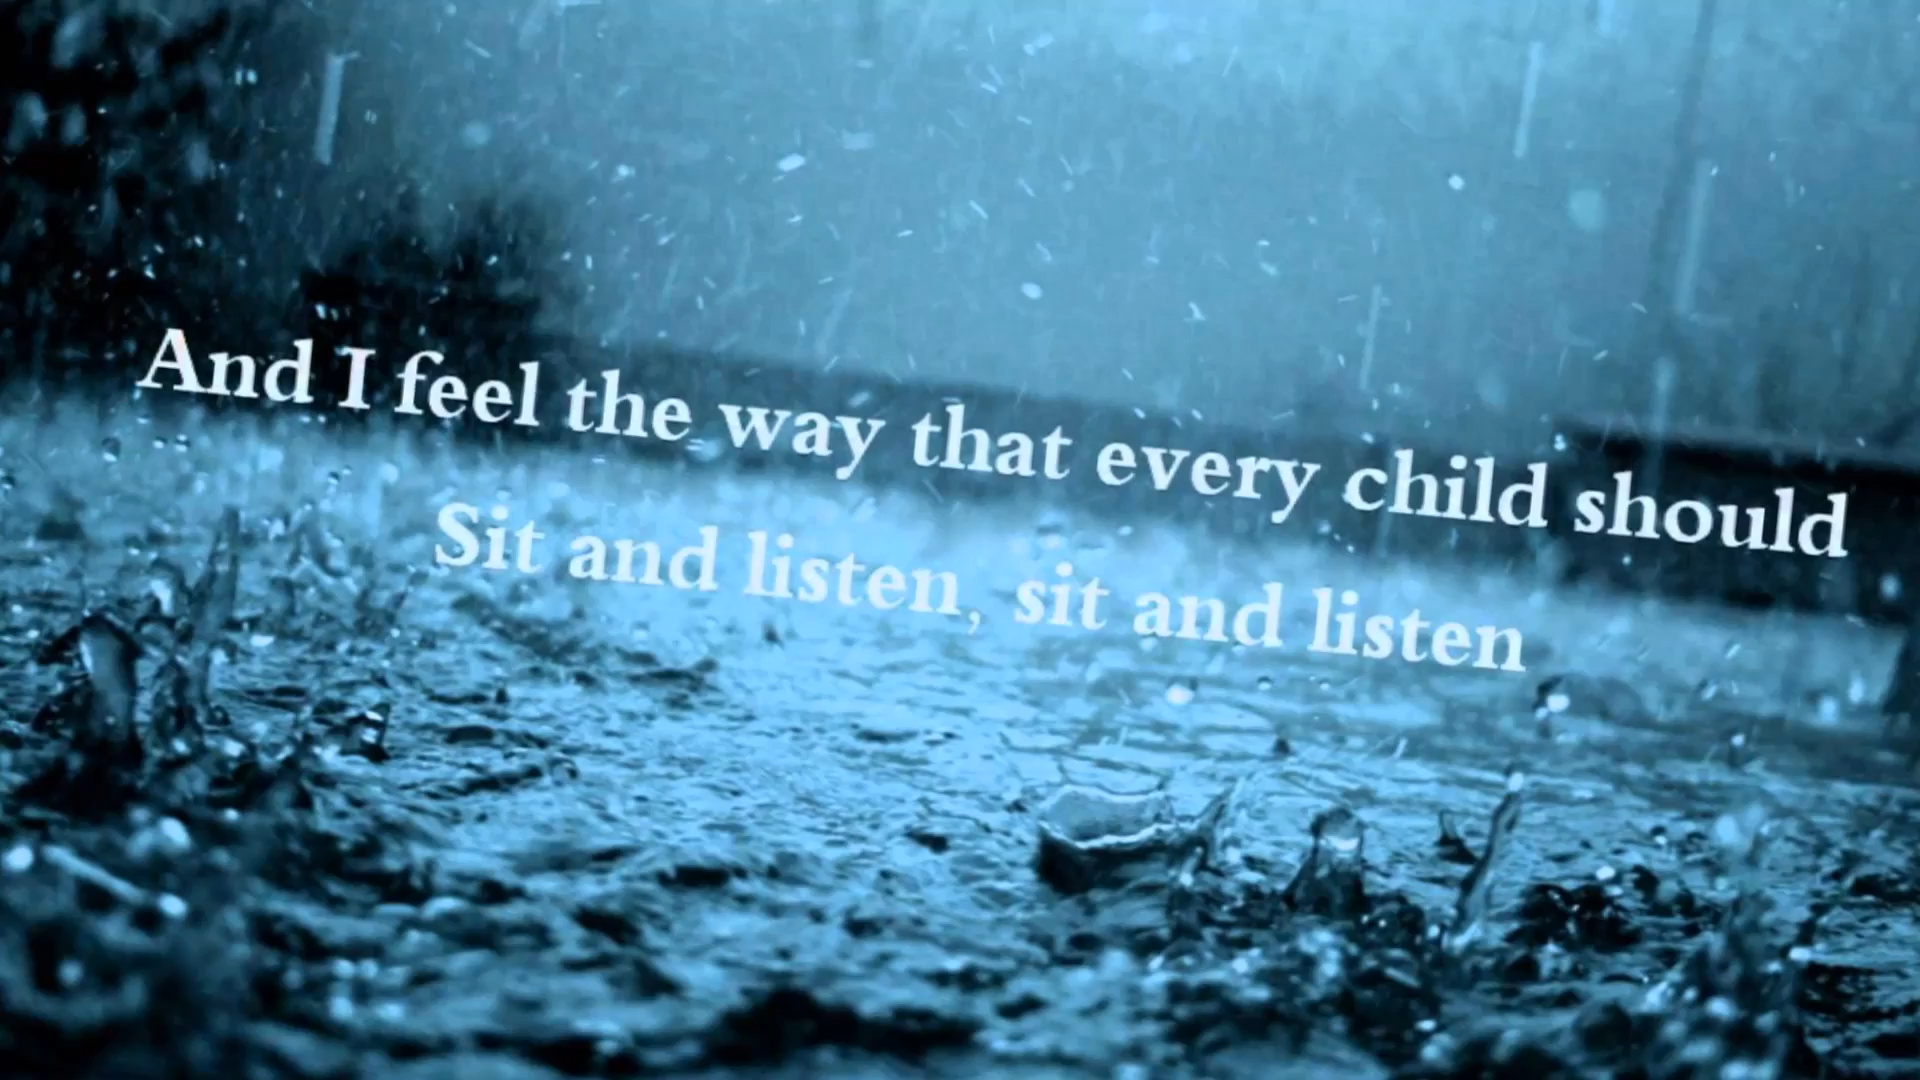 And I feel the way that every child should
Sit and listen, sit and listen